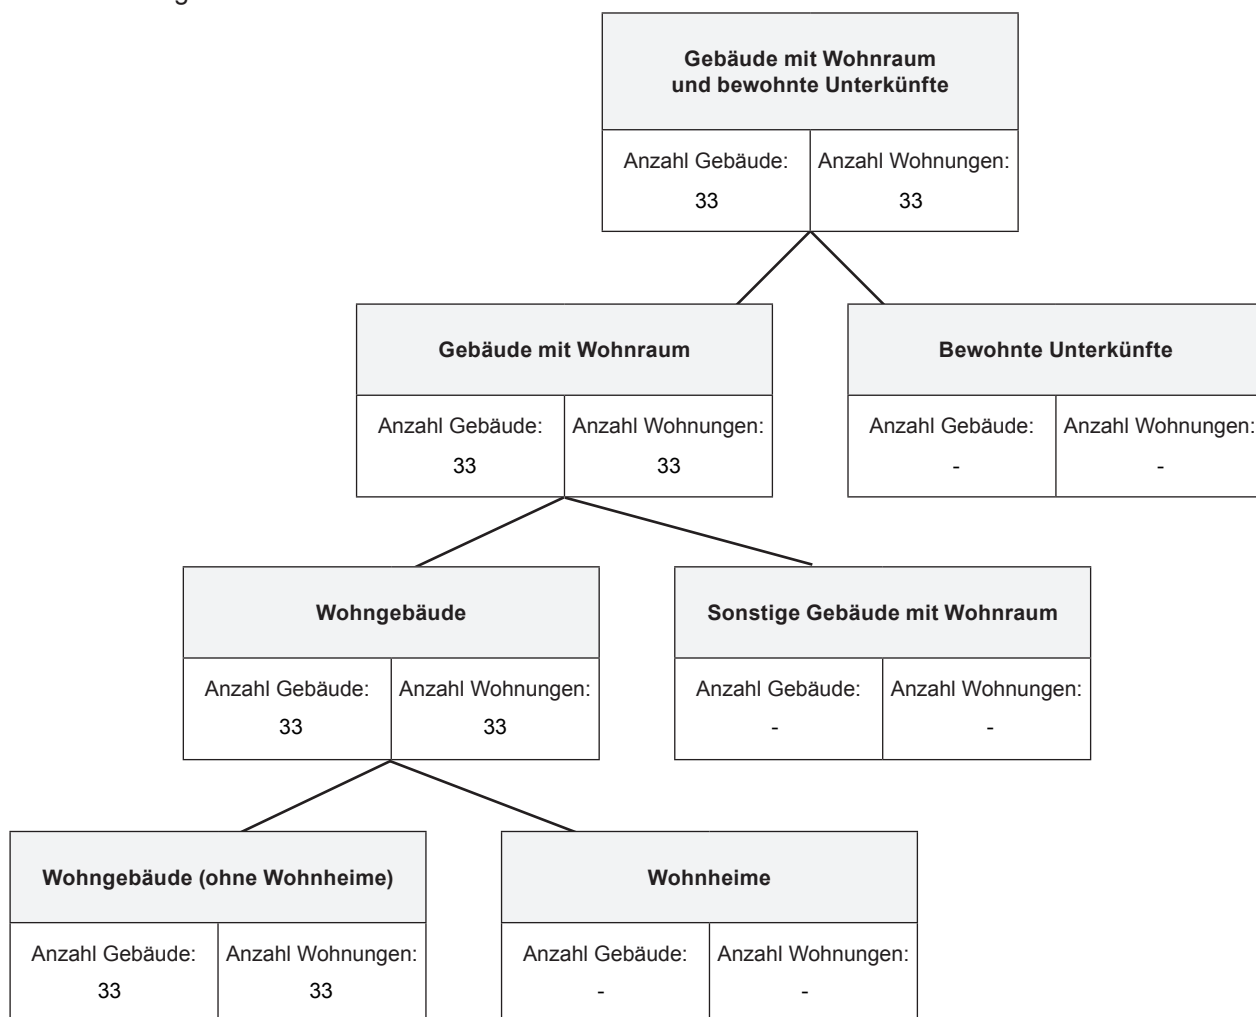 Gebäude mit Wohnraum
und bewohnte Unterkünfte
Anzahl Gebäude: Anzahl Wohnungen:
33 33
Gebäude mit Wohnraum Bewohnte Unterkünfte
Anzahl Gebäude: Anzahl Wohnungen: Anzahl Gebäude: Anzahl Wohnungen:
33 33 - -
Wohngebäude Sonstige Gebäude mit Wohnraum
Anzahl Gebäude: Anzahl Wohnungen: Anzahl Gebäude: Anzahl Wohnungen:
33 33 - -
Wohngebäude (ohne Wohnheime) Wohnheime
Anzahl Gebäude: Anzahl Wohnungen: Anzahl Gebäude: Anzahl Wohnungen:
33 33 - -